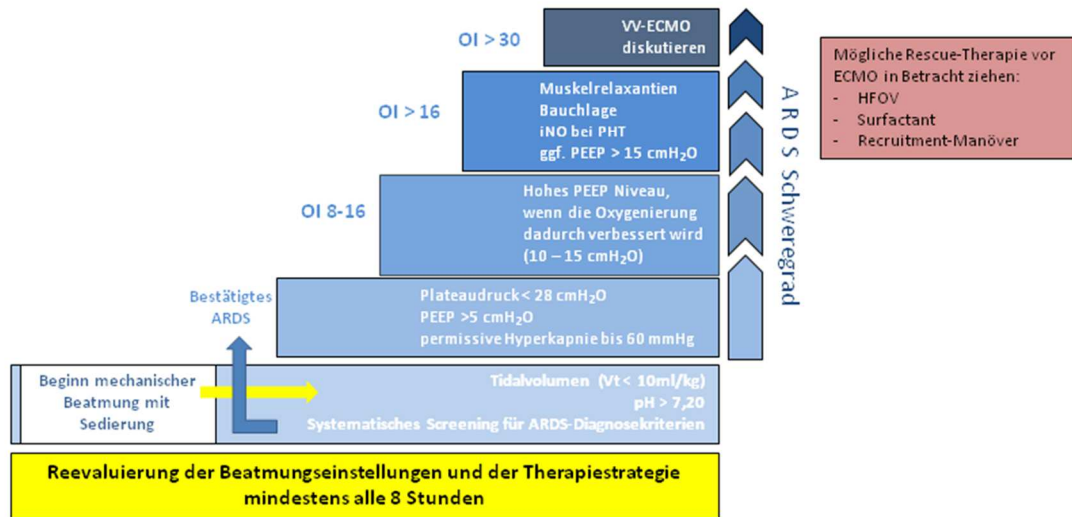 VV-ECMO
diskutieren
OI > 30
Muskelrelaxantien
Bauchlage
iNO bei PHT
ggf. PEEP > 15 cmH₂O
OI > 16
Hohes PEEP Niveau,
wenn die Oxygenierung
dadurch verbessert wird
(10 – 15 cmH₂O)
OI 8-16
Plateaudruck < 28 cmH₂O
PEEP >5 cmH₂O
permissive Hyperkapnie bis 60 mmHg
Bestätigtes
ARDS
Beginn mechanischer
Beatmung mit
Sedierung
Tidalvolumen (Vt < 10ml/kg)
pH > 7,20
Systematisches Screening für ARDS-Diagnosekriterien
Reevaluierung der Beatmungseinstellungen und der Therapiestrategie
mindestens alle 8 Stunden
ARDS Schweregrad
Mögliche Rescue-Therapie vor
ECMO in Betracht ziehen:
- HFOV
- Surfactant
- Recruitment-Manöver